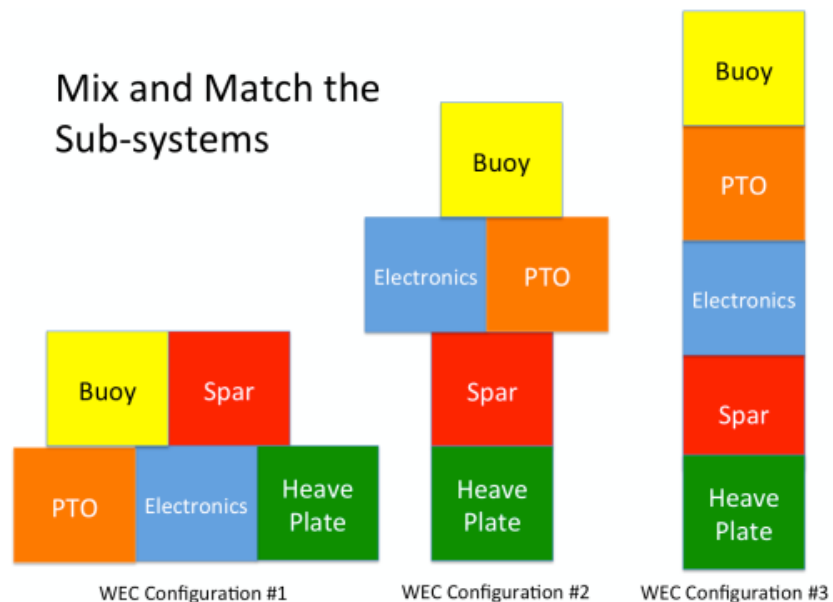 Mix and Match the
Sub-systems
Buoy
Spar
PTO
Electronics
Heave
Plate
WEC Configuration #1
Buoy
Electronics
PTO
Spar
Heave
Plate
WEC Configuration #2
Buoy
PTO
Electronics
Spar
Heave
Plate
WEC Configuration #3